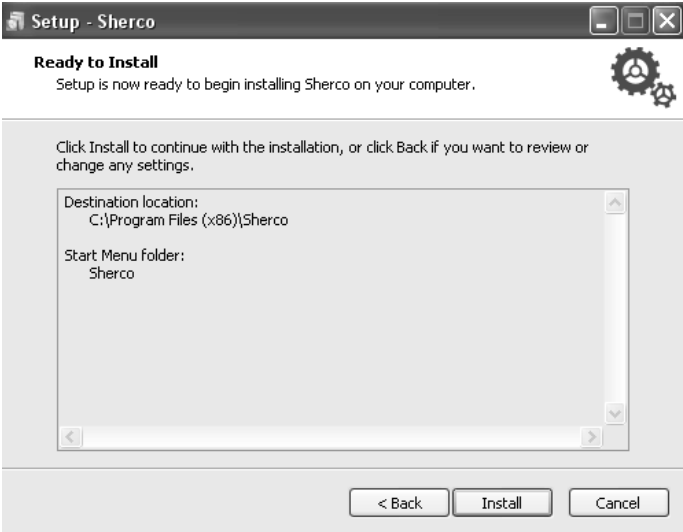 Setup - Sherco
Ready to Install
Setup is now ready to begin installing Sherco on your computer.
Click Install to continue with the installation, or click Back if you want to review or
change any settings.
Destination location:
C:\Program Files (x86)\Sherco
Start Menu folder:
Sherco
< Back
Install
Cancel